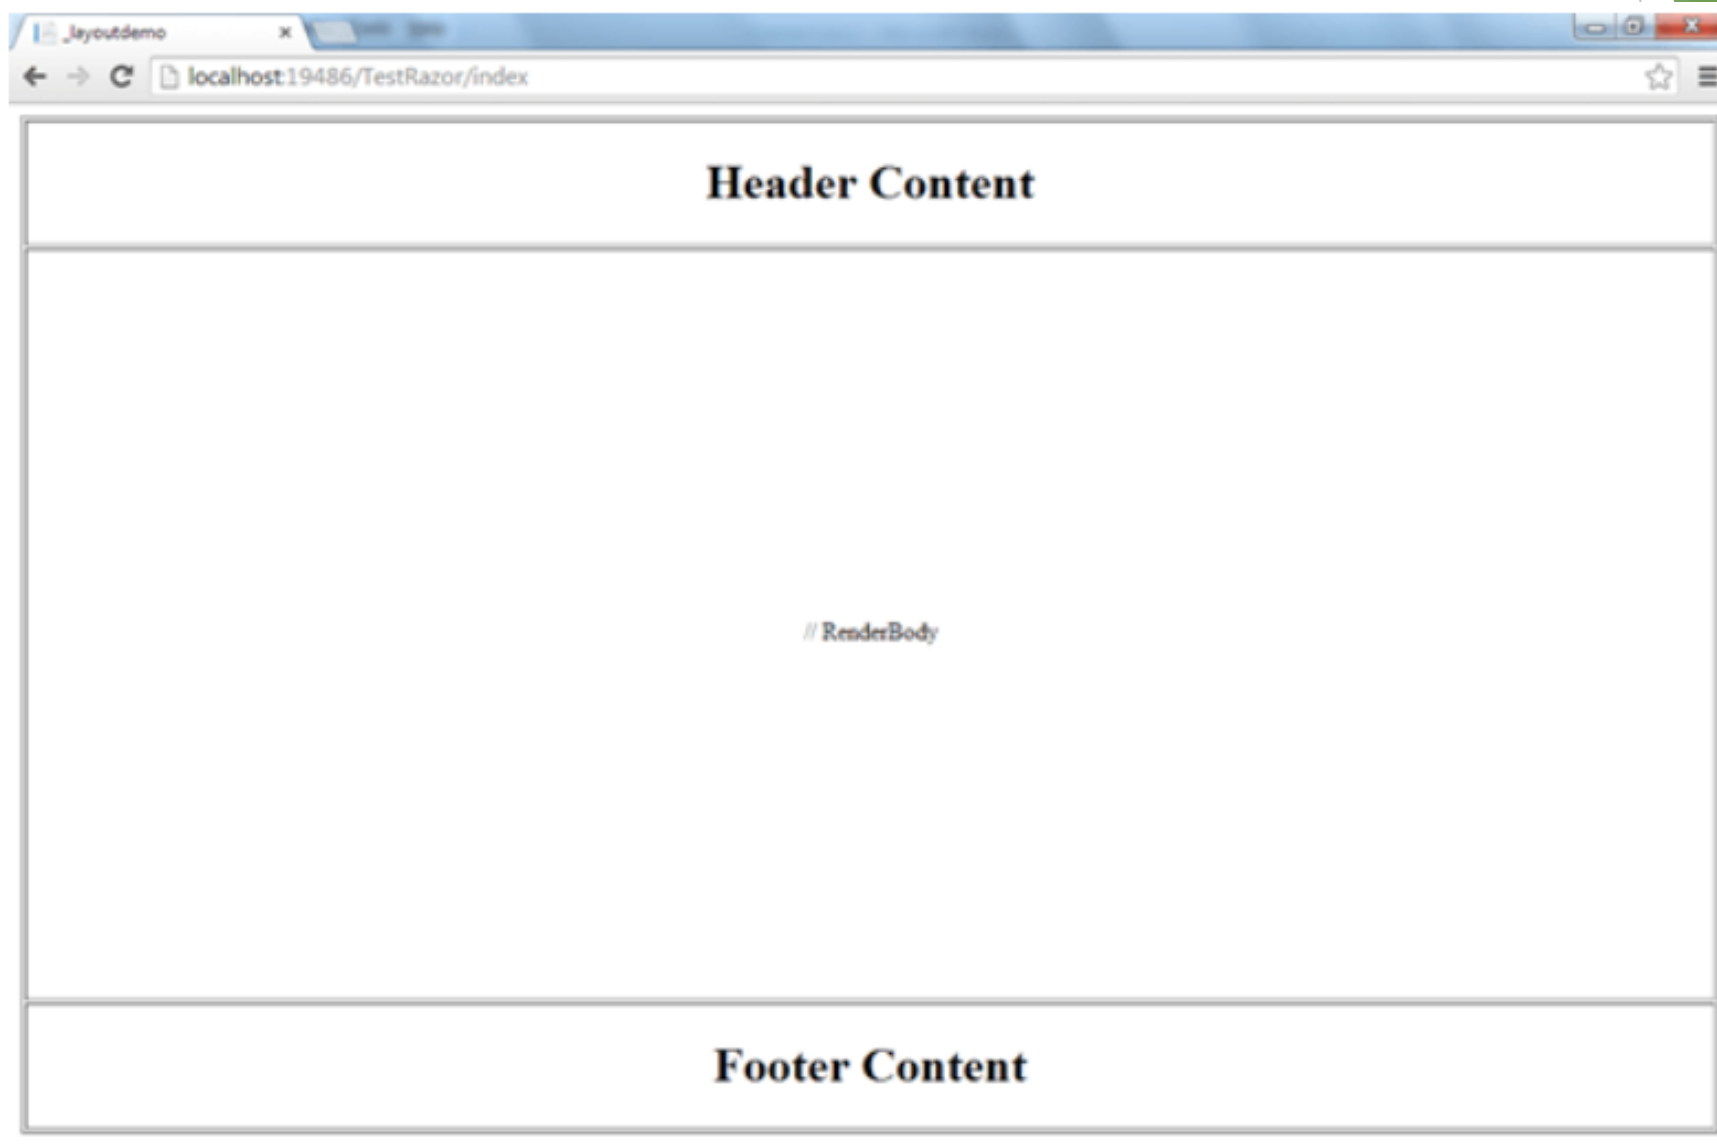 _layoutdemo
localhost:19486/TestRazor/index
Header Content
// RenderBody
Footer Content